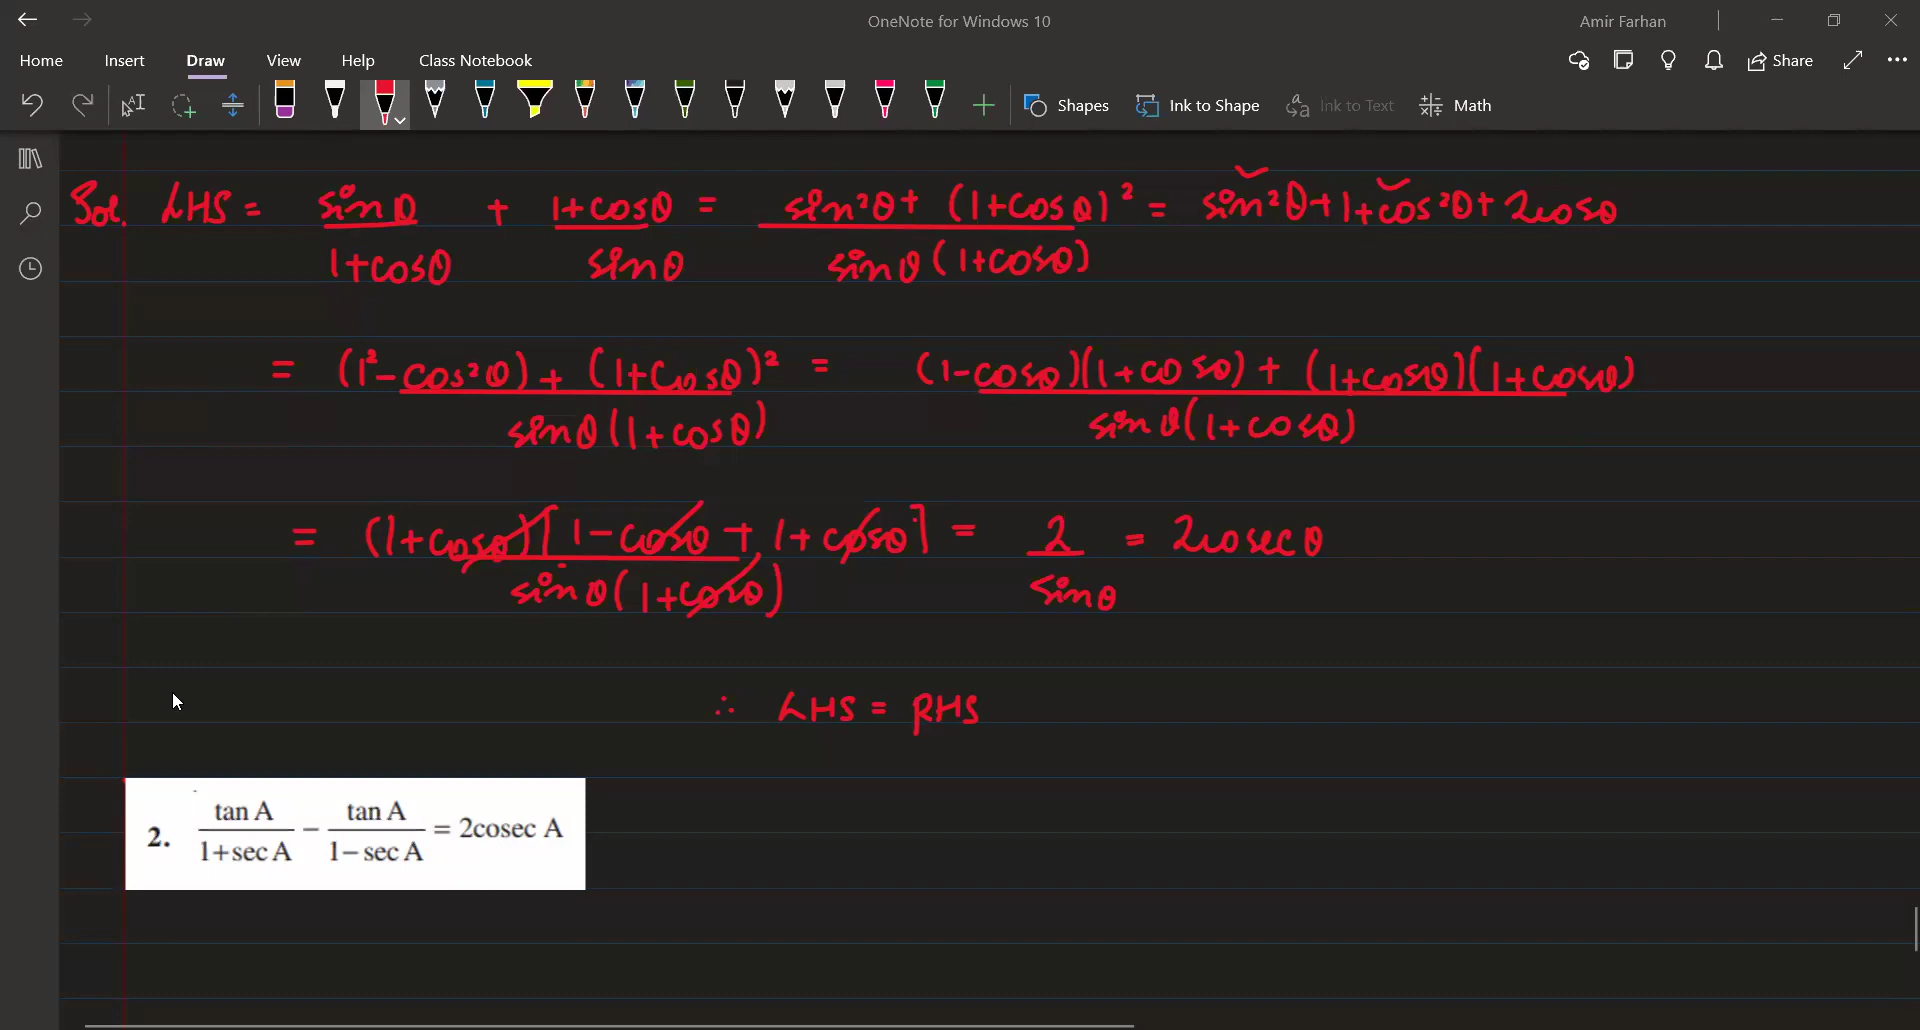 OneNote for Windows 10
Amir Farhan
Home Insert Draw View Help Class Notebook
Share
Shapes Ink to Shape Ink to Text Math
Sol. LHS = sinθ/1+cosθ + 1+cosθ/sinθ = sin²θ+(1+cosθ)²/sinθ(1+cosθ) = sin²θ+1+cos²θ+2cosθ
= (1²-cos²θ)+(1+cosθ)²/sinθ(1+cosθ) = (1-cosθ)(1+cosθ)+(1+cosθ)(1+cosθ)/sinθ(1+cosθ)
= (1+cosθ)[1-cosθ+1+cosθ]/sinθ(1+cosθ) = 2/sinθ = 2cosecθ
∴ LHS = RHS
2. tan A/1+sec A − tan A/1−sec A = 2cosec A